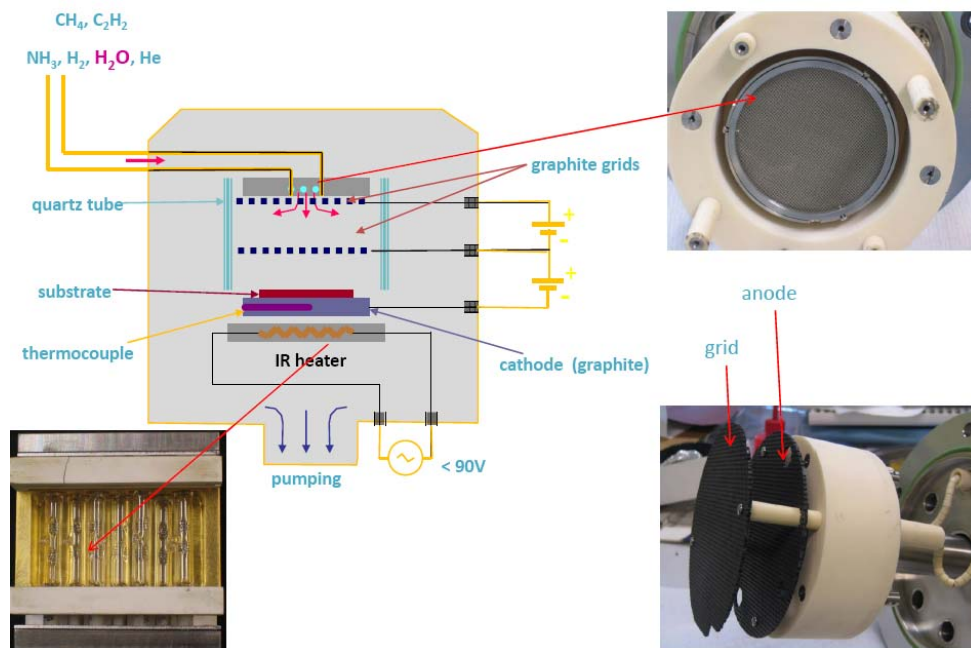 CH₄, C₂H₂
NH₃, H₂, H₂O, He
graphite grids
quartz tube
+
-
+
-
substrate
anode
thermocouple
grid
cathode (graphite)
IR heater
pumping
< 90V